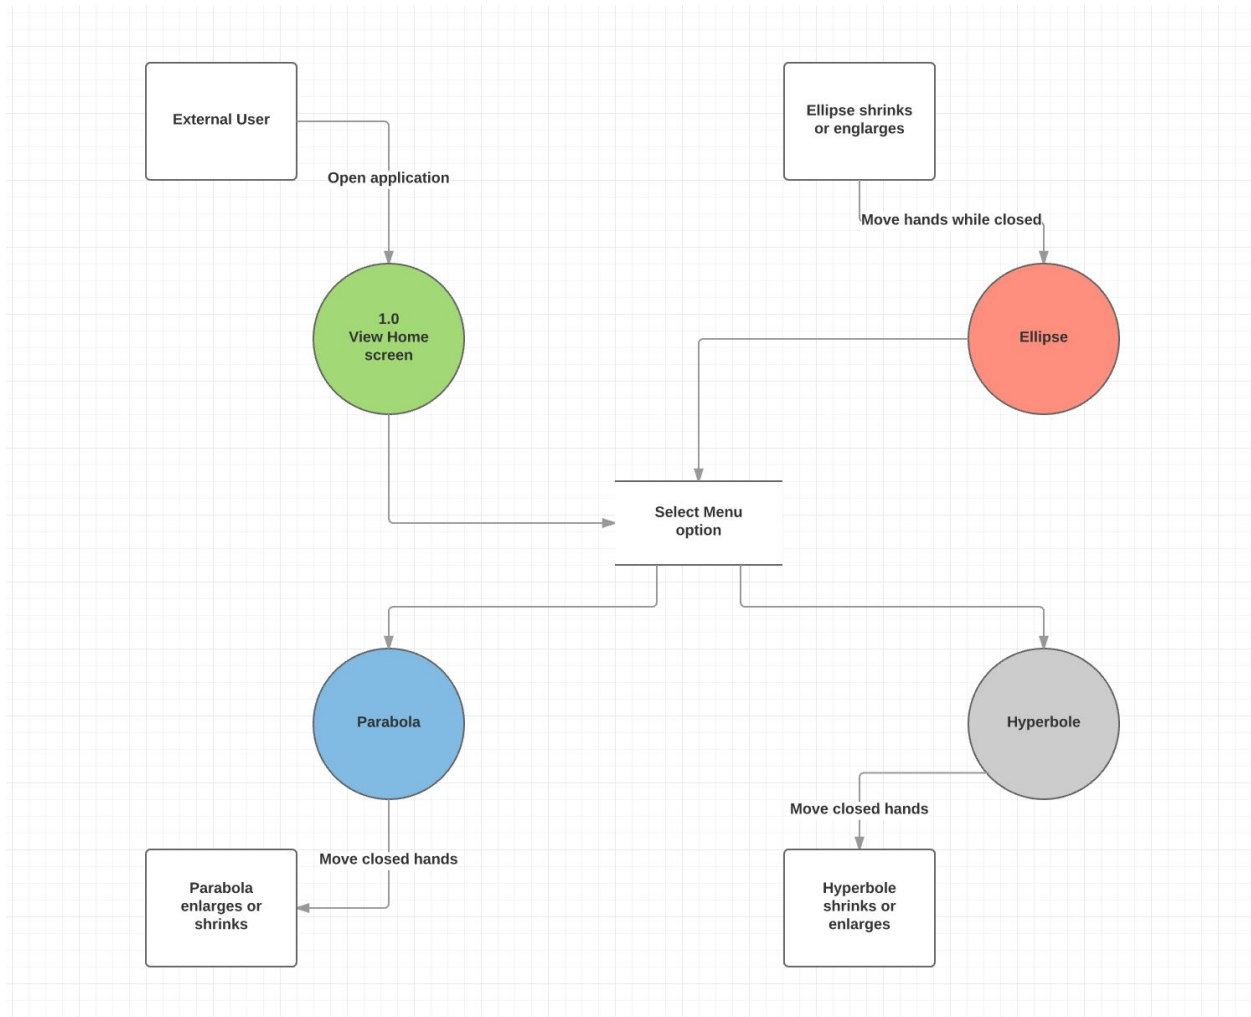 External User
Ellipse shrinks
or englarges
Open application
Move hands while closed
1.0
View Home
screen
Ellipse
Select Menu
option
Parabola
Hyperbole
Move closed hands
Move closed hands
Parabola
enlarges or
shrinks
Hyperbole
shrinks or
enlarges